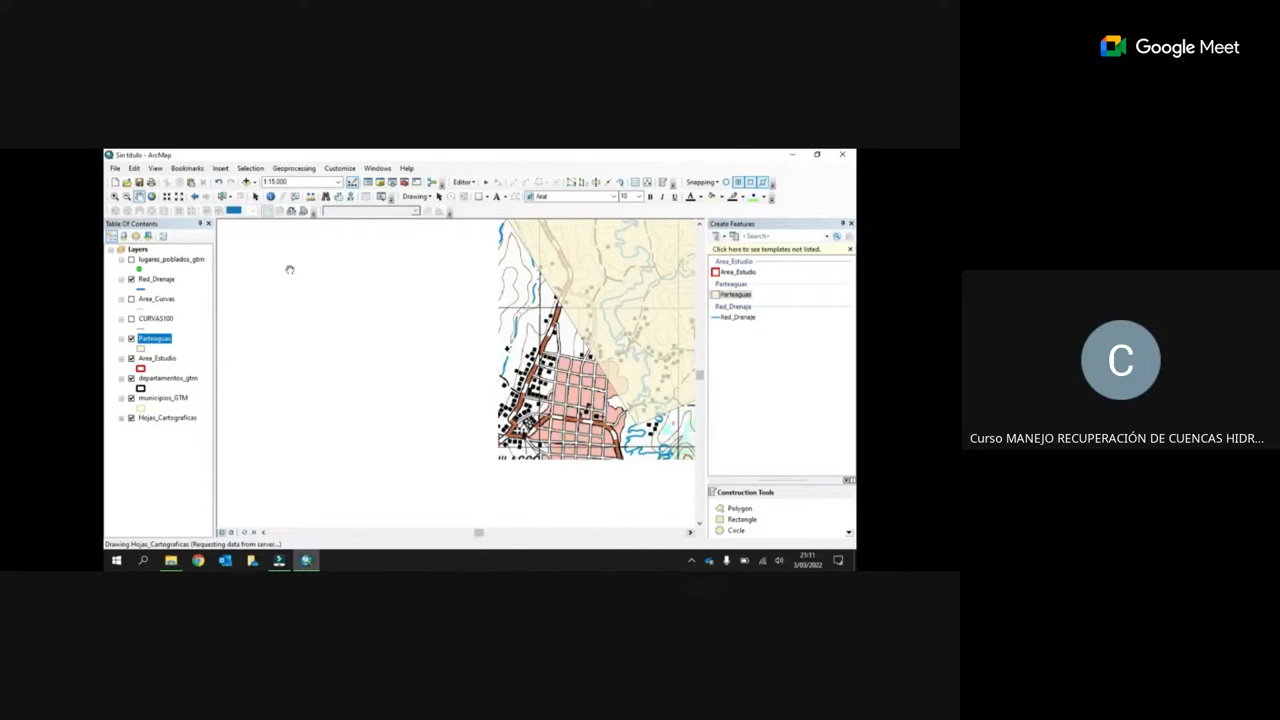 Google Meet
Sin título - ArcMap
File Edit View Bookmarks Insert Selection Geoprocessing Customize Windows Help
1:15.000
Editor
Snapping
Drawing
Arial
10
B I U
Table Of Contents
Create Features
Layers
<Search>
lugares_poblados_gtm
Click here to see templates not listed.
Area_Estudio
Area_Estudio
Red_Drenaje
Parteaguas
Parteaguas
Area_Curvas
Red_Drenaje
Red_Drenaje
CURVAS100
Parteaguas
Area_Estudio
departamentos_gtm
municipios_GTM
Hojas_Cartograficas
Construction Tools
Polygon
Rectangle
Circle
Drawing Hojas_Cartograficas (Requesting data from server...)
21:11
3/03/2022
C
Curso MANEJO RECUPERACIÓN DE CUENCAS HIDR...